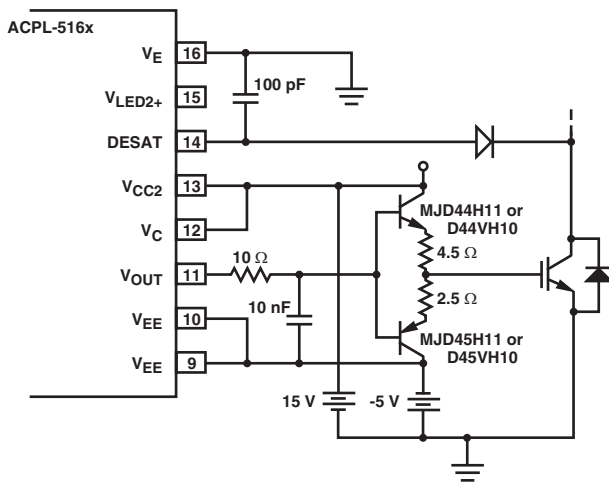 ACPL-516x
VE 16
100 pF
VLED2+ 15
DESAT 14
VCC2 13
MJD44H11 or
D44VH10
VC 12
4.5 Ω
10 Ω
VOUT 11
2.5 Ω
10 nF
VEE 10
MJD45H11 or
D45VH10
VEE 9
15 V
-5 V